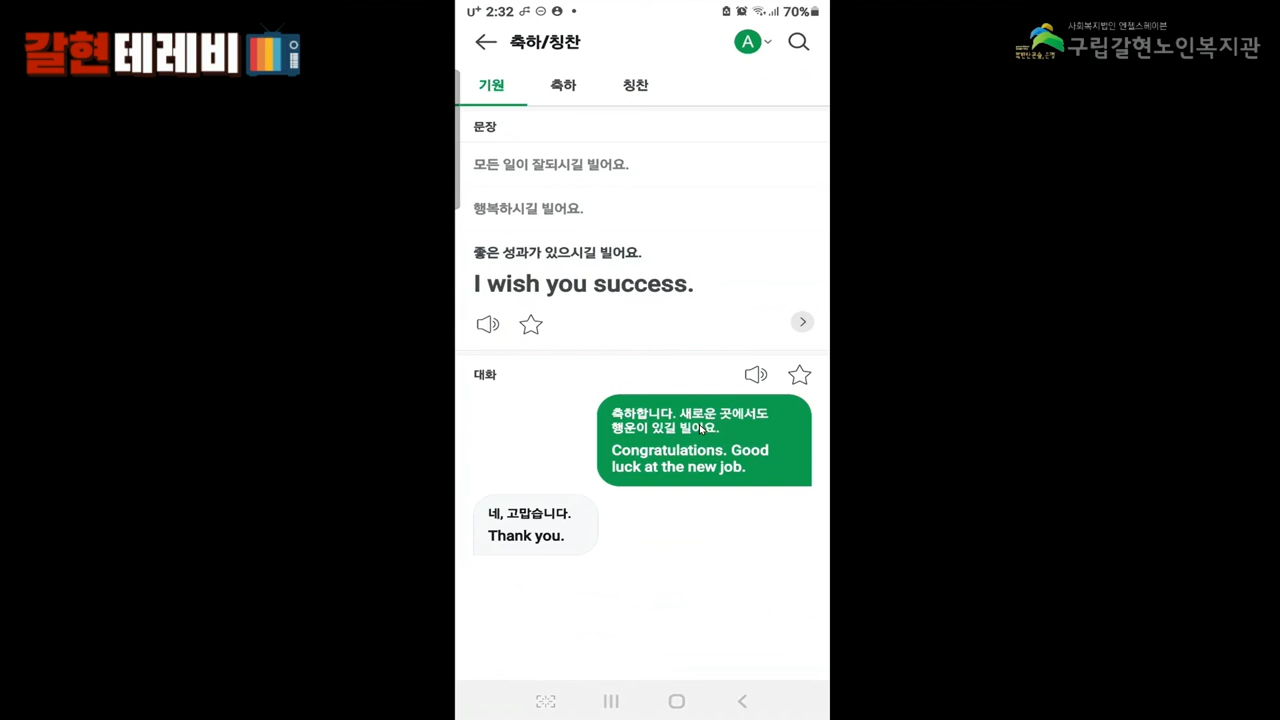 갈현테레비
U+ 2:32
70%
사회복지법인 엔젤스헤이븐
구립갈현노인복지관
축하/칭찬
A
기원 축하 칭찬
문장
모든 일이 잘되시길 빌어요.
행복하시길 빌어요.
좋은 성과가 있으시길 빌어요.
I wish you success.
대화
축하합니다. 새로운 곳에서도
행운이 있길 빌어요.
Congratulations. Good
luck at the new job.
네, 고맙습니다.
Thank you.